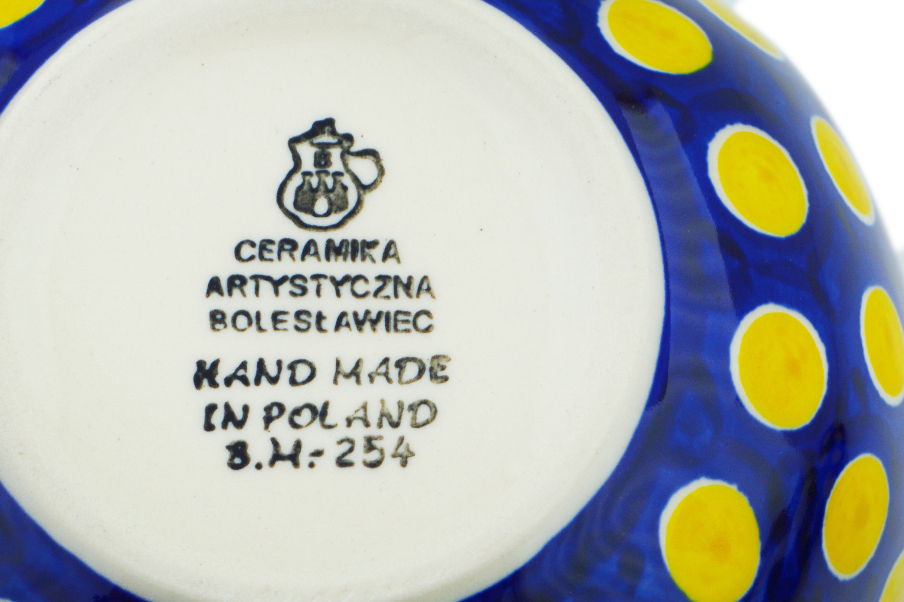 B
CERAMIKA
ARTYSTYCZNA
BOLESŁAWIEC
HAND MADE
IN POLAND
B.H.-254